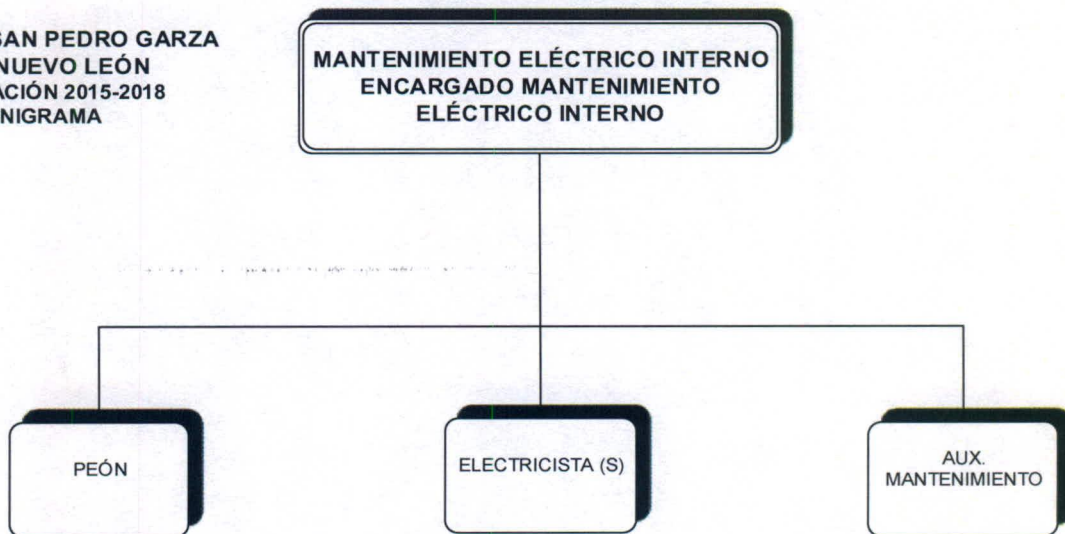 SAN PEDRO GARZA
NUEVO LEÓN
ACIÓN 2015-2018
NIGRAMA
MANTENIMIENTO ELÉCTRICO INTERNO
ENCARGADO MANTENIMIENTO
ELÉCTRICO INTERNO
PEÓN
ELECTRICISTA (S)
AUX.
MANTENIMIENTO